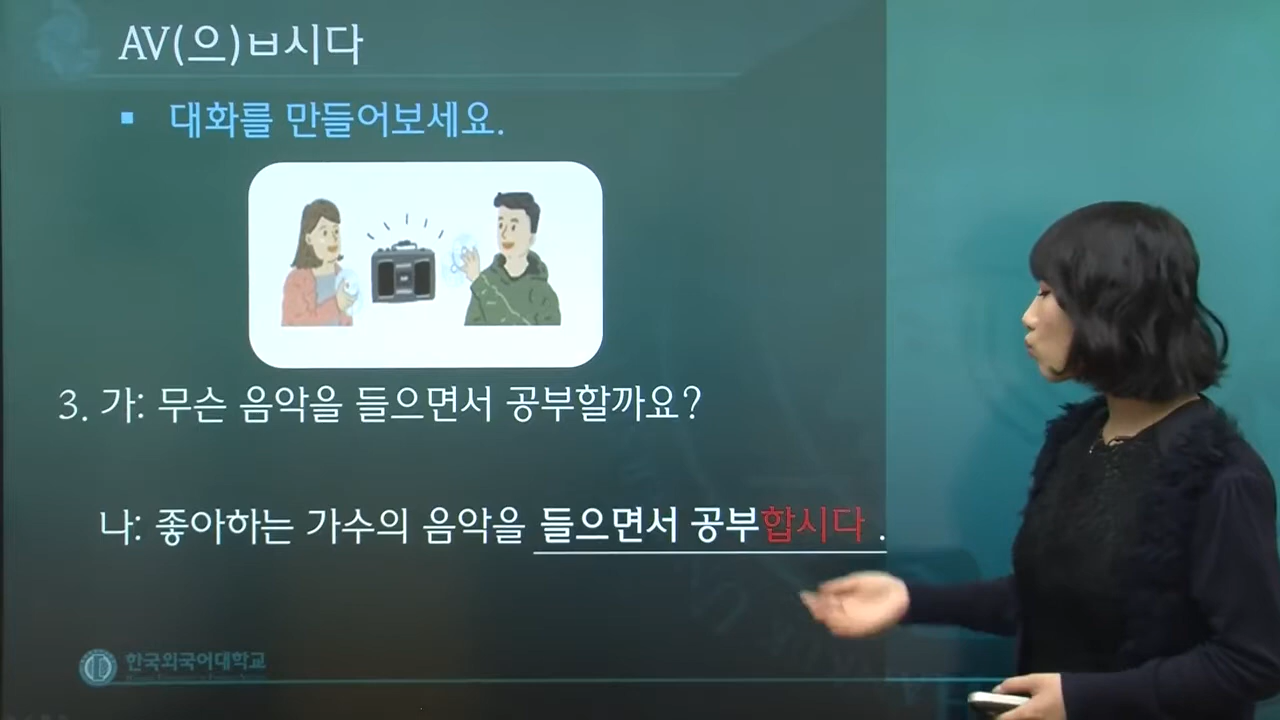 AV(으)ㅂ시다
▪ 대화를 만들어보세요.
3. 가: 무슨 음악을 들으면서 공부할까요?
나: 좋아하는 가수의 음악을 들으면서 공부합시다 .
한국외국어대학교